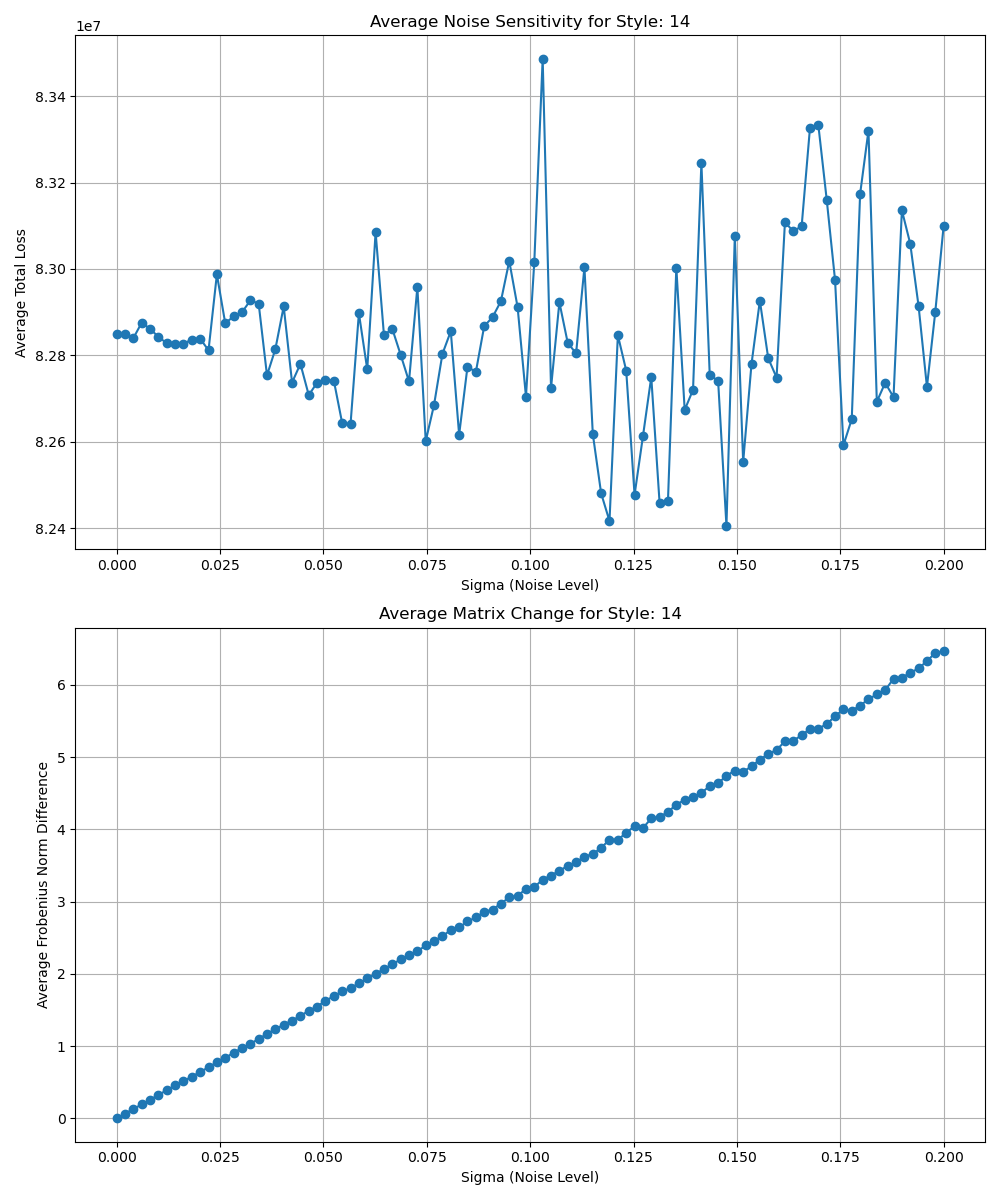 Average Noise Sensitivity for Style: 14
1e7
8.34
8.32
8.30
8.28
8.26
8.24
Average Total Loss
0.000 0.025 0.050 0.075 0.100 0.125 0.150 0.175 0.200
Sigma (Noise Level)
Average Matrix Change for Style: 14
6
5
4
3
2
1
0
Average Frobenius Norm Difference
0.000 0.025 0.050 0.075 0.100 0.125 0.150 0.175 0.200
Sigma (Noise Level)